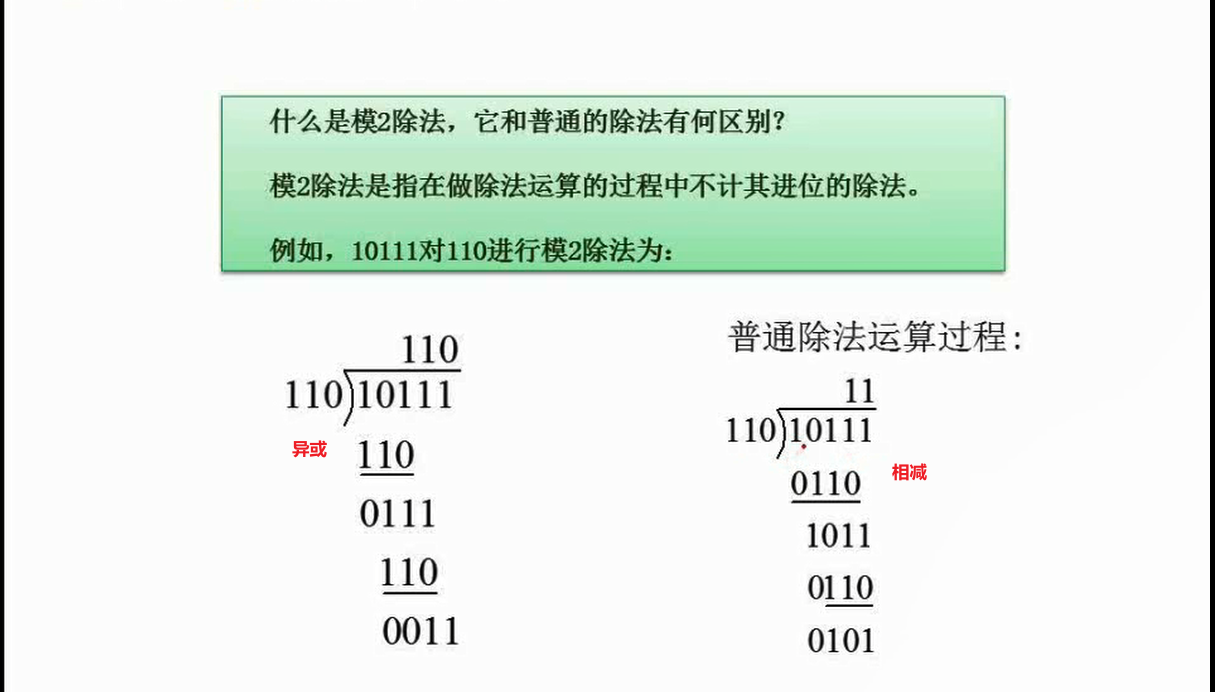 什么是模2除法，它和普通的除法有何区别？
模2除法是指在做除法运算的过程中不计其进位的除法。
例如，10111对110进行模2除法为：
110
110)10111
异或
110
0111
110
0011
普通除法运算过程:
11
110)10111
相减
0110
1011
0110
0101